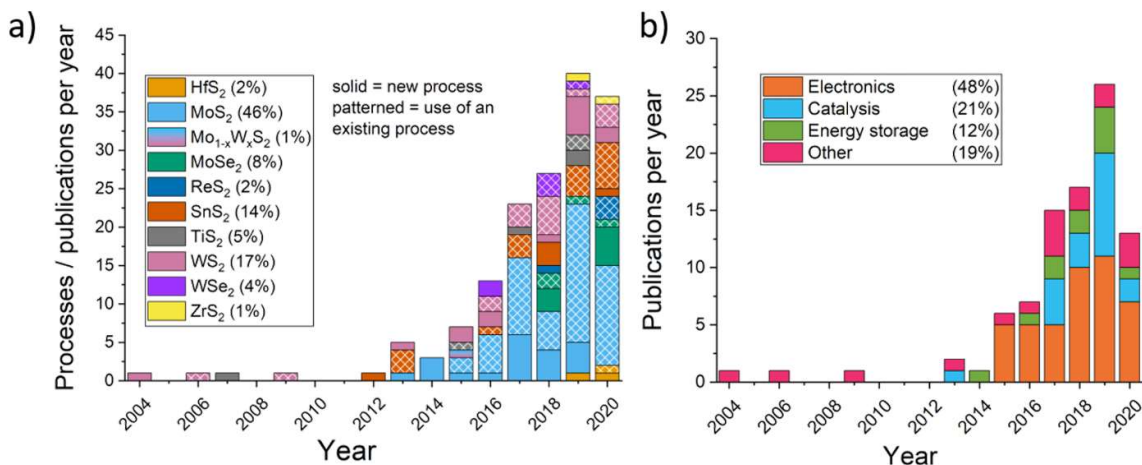 a)
Processes / publications per year
45
40
35
30
25
20
15
10
5
0
HfS₂ (2%)
MoS₂ (46%)
Mo₁₋ₓWₓS₂ (1%)
MoSe₂ (8%)
ReS₂ (2%)
SnS₂ (14%)
TiS₂ (5%)
WS₂ (17%)
WSe₂ (4%)
ZrS₂ (1%)
solid = new process
patterned = use of an
existing process
2004 2006 2008 2010 2012 2014 2016 2018 2020
Year
b)
Publications per year
30
25
20
15
10
5
0
Electronics (48%)
Catalysis (21%)
Energy storage (12%)
Other (19%)
2004 2006 2008 2010 2012 2014 2016 2018 2020
Year